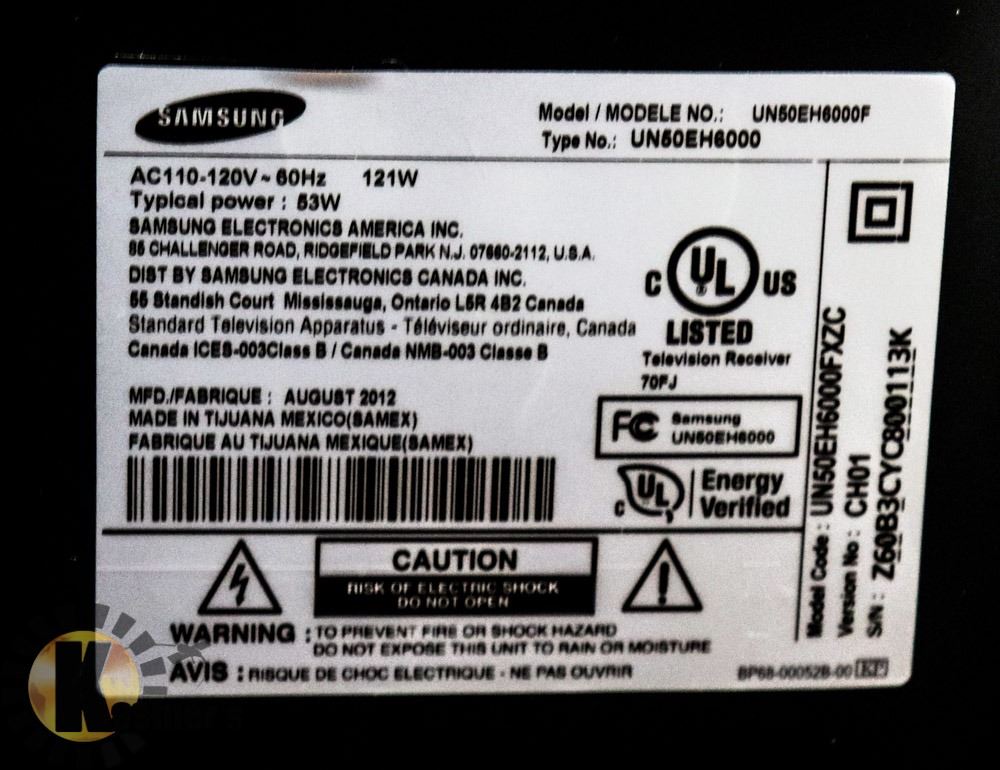 SAMSUNG
Model / MODELE NO.: UN50EH6000F
Type No.: UN50EH6000
AC110-120V~60Hz 121W
Typical power : 53W
SAMSUNG ELECTRONICS AMERICA INC.
85 CHALLENGER ROAD, RIDGEFIELD PARK N.J. 07660-2112, U.S.A.
DIST BY SAMSUNG ELECTRONICS CANADA INC.
55 Standish Court Mississauga, Ontario L5R 4B2 Canada
Standard Television Apparatus - Téléviseur ordinaire, Canada
Canada ICES-003Class B / Canada NMB-003 Classe B
C UL US
®
LISTED
Television Receiver
70FJ
MFD./FABRIQUE : AUGUST 2012
MADE IN TIJUANA MEXICO(SAMEX)
FABRIQUE AU TIJUANA MEXIQUE(SAMEX)
FC Samsung
UN50EH6000
c UL Energy
Verified
CAUTION
RISK OF ELECTRIC SHOCK
DO NOT OPEN
WARNING : TO PREVENT FIRE OR SHOCK HAZARD
DO NOT EXPOSE THIS UNIT TO RAIN OR MOISTURE
AVIS : RISQUE DE CHOC ELECTRIQUE - NE PAS OUVRIR
BP68-00052B-00
Model Code : UN50EH6000FXZC
Version No : CH01
S/N : Z60B3CYC800113K
Kastner's